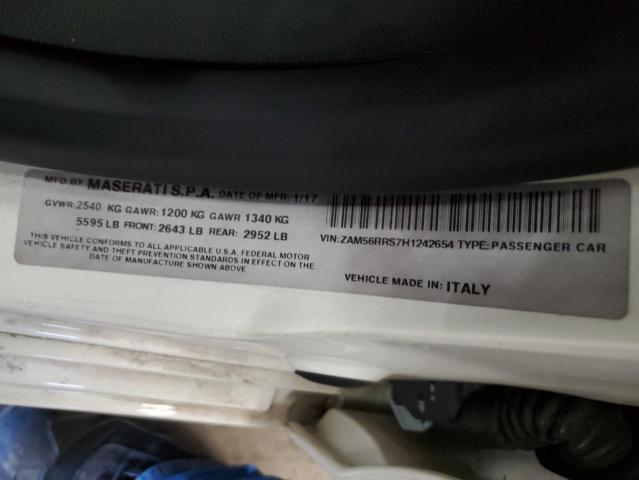 MFD BY MASERATI S.P.A. DATE OF MFR: 1/17
GVWR:2540 KG GAWR:1200 KG GAWR 1340 KG
5595 LB FRONT:2643 LB REAR: 2952 LB
THIS VEHICLE CONFORMS TO ALL APPLICABLE U.S.A. FEDERAL MOTOR
VEHICLE SAFETY AND THEFT PREVENTION STANDARDS IN EFFECT ON THE
DATE OF MANUFACTURE SHOWN ABOVE
VIN:ZAM56RRS7H1242654 TYPE:PASSENGER CAR
VEHICLE MADE IN: ITALY